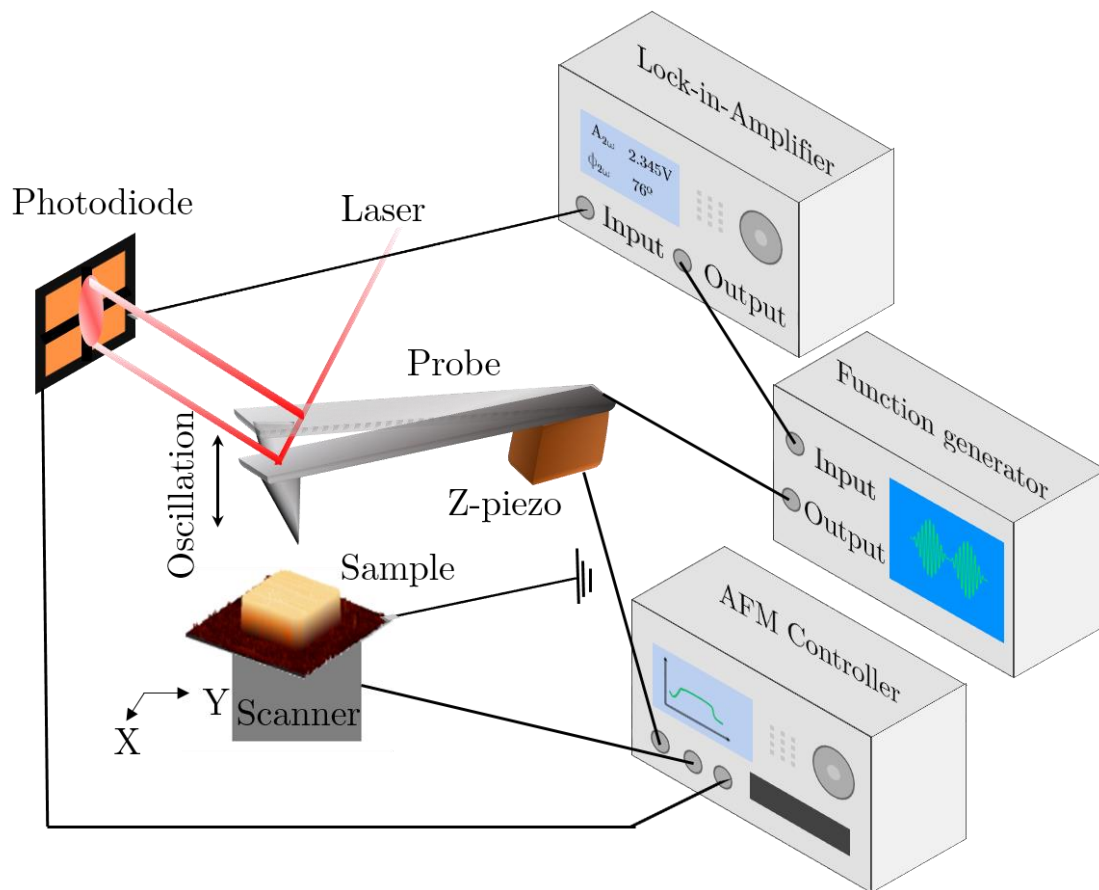 Lock-in-Amplifier
A₂ω 2.345V
ϕ₂ω 76º
Input
Output
Photodiode
Laser
Probe
Function generator
Input
Output
Oscillation
Z-piezo
Sample
AFM Controller
Y
Scanner
X